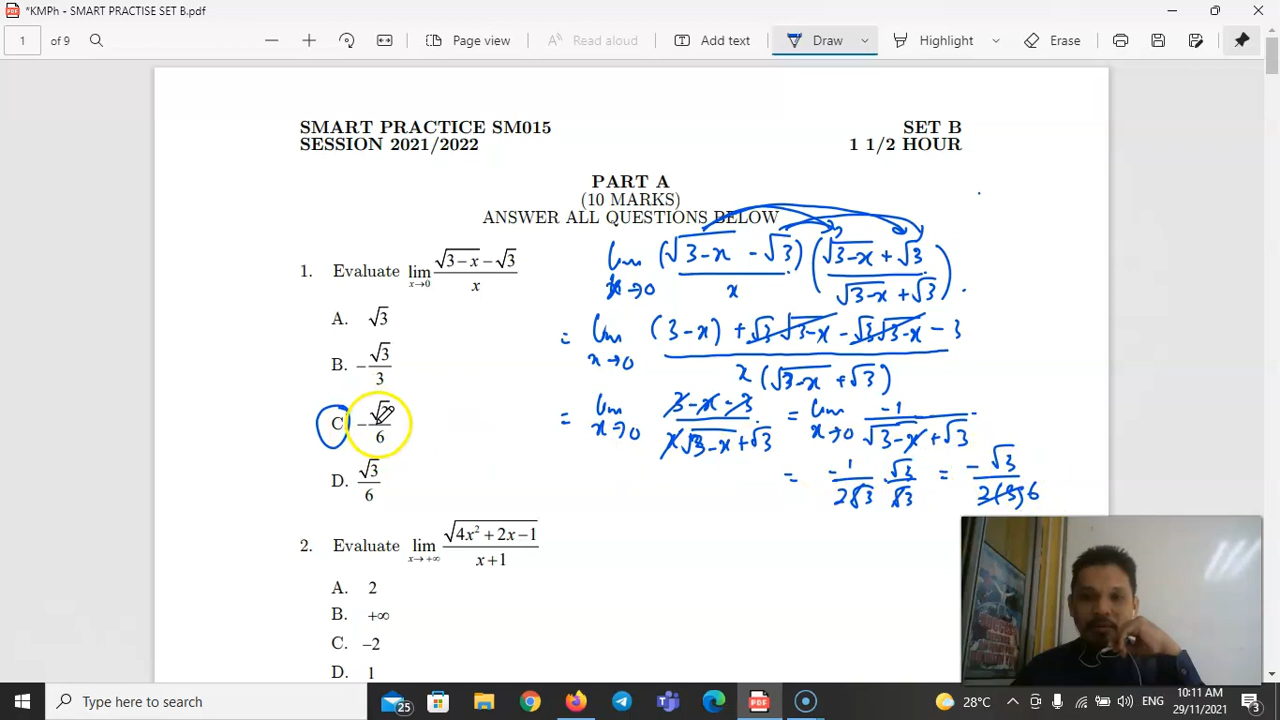 *KMPh - SMART PRACTISE SET B.pdf
1 of 9 Page view Read aloud Add text Draw Highlight Erase
SMART PRACTICE SM015 SET B
SESSION 2021/2022 1 1/2 HOUR
PART A
(10 MARKS)
ANSWER ALL QUESTIONS BELOW
1. Evaluate lim x→0 (√(3−x) − √3)/x
A. √3
B. −√3/3
C −√3/6
D. √3/6
lim x→0 (√(3−x) − √3)/x ((√(3−x) + √3)/(√(3−x) + √3)).
= lim x→0 ((3−x) + √3√(3−x) − √3√(3−x) − 3)/(x(√(3−x) + √3))
= lim x→0 (3−x−3)/(x√(3−x) + √3) = lim x→0 −1/(√(3−x) + √3)
= −1/(2√3) · √3/√3 = −√3/(2(3)) 6
2. Evaluate lim x→+∞ √(4x²+2x−1)/(x+1)
A. 2
B. +∞
C. −2
D. 1
Type here to search
25
28°C ENG 10:11 AM
29/11/2021
3